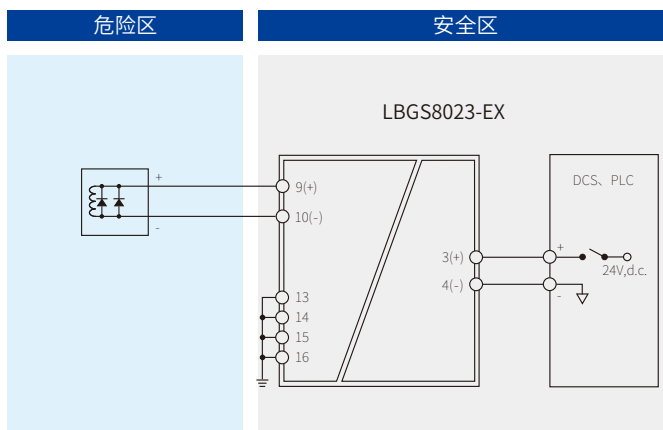 危险区
安全区
LBGS8023-EX
+
-
9(+)
10(-)
13
14
15
16
3(+)
4(-)
DCS、PLC
+
24V,d.c.
-